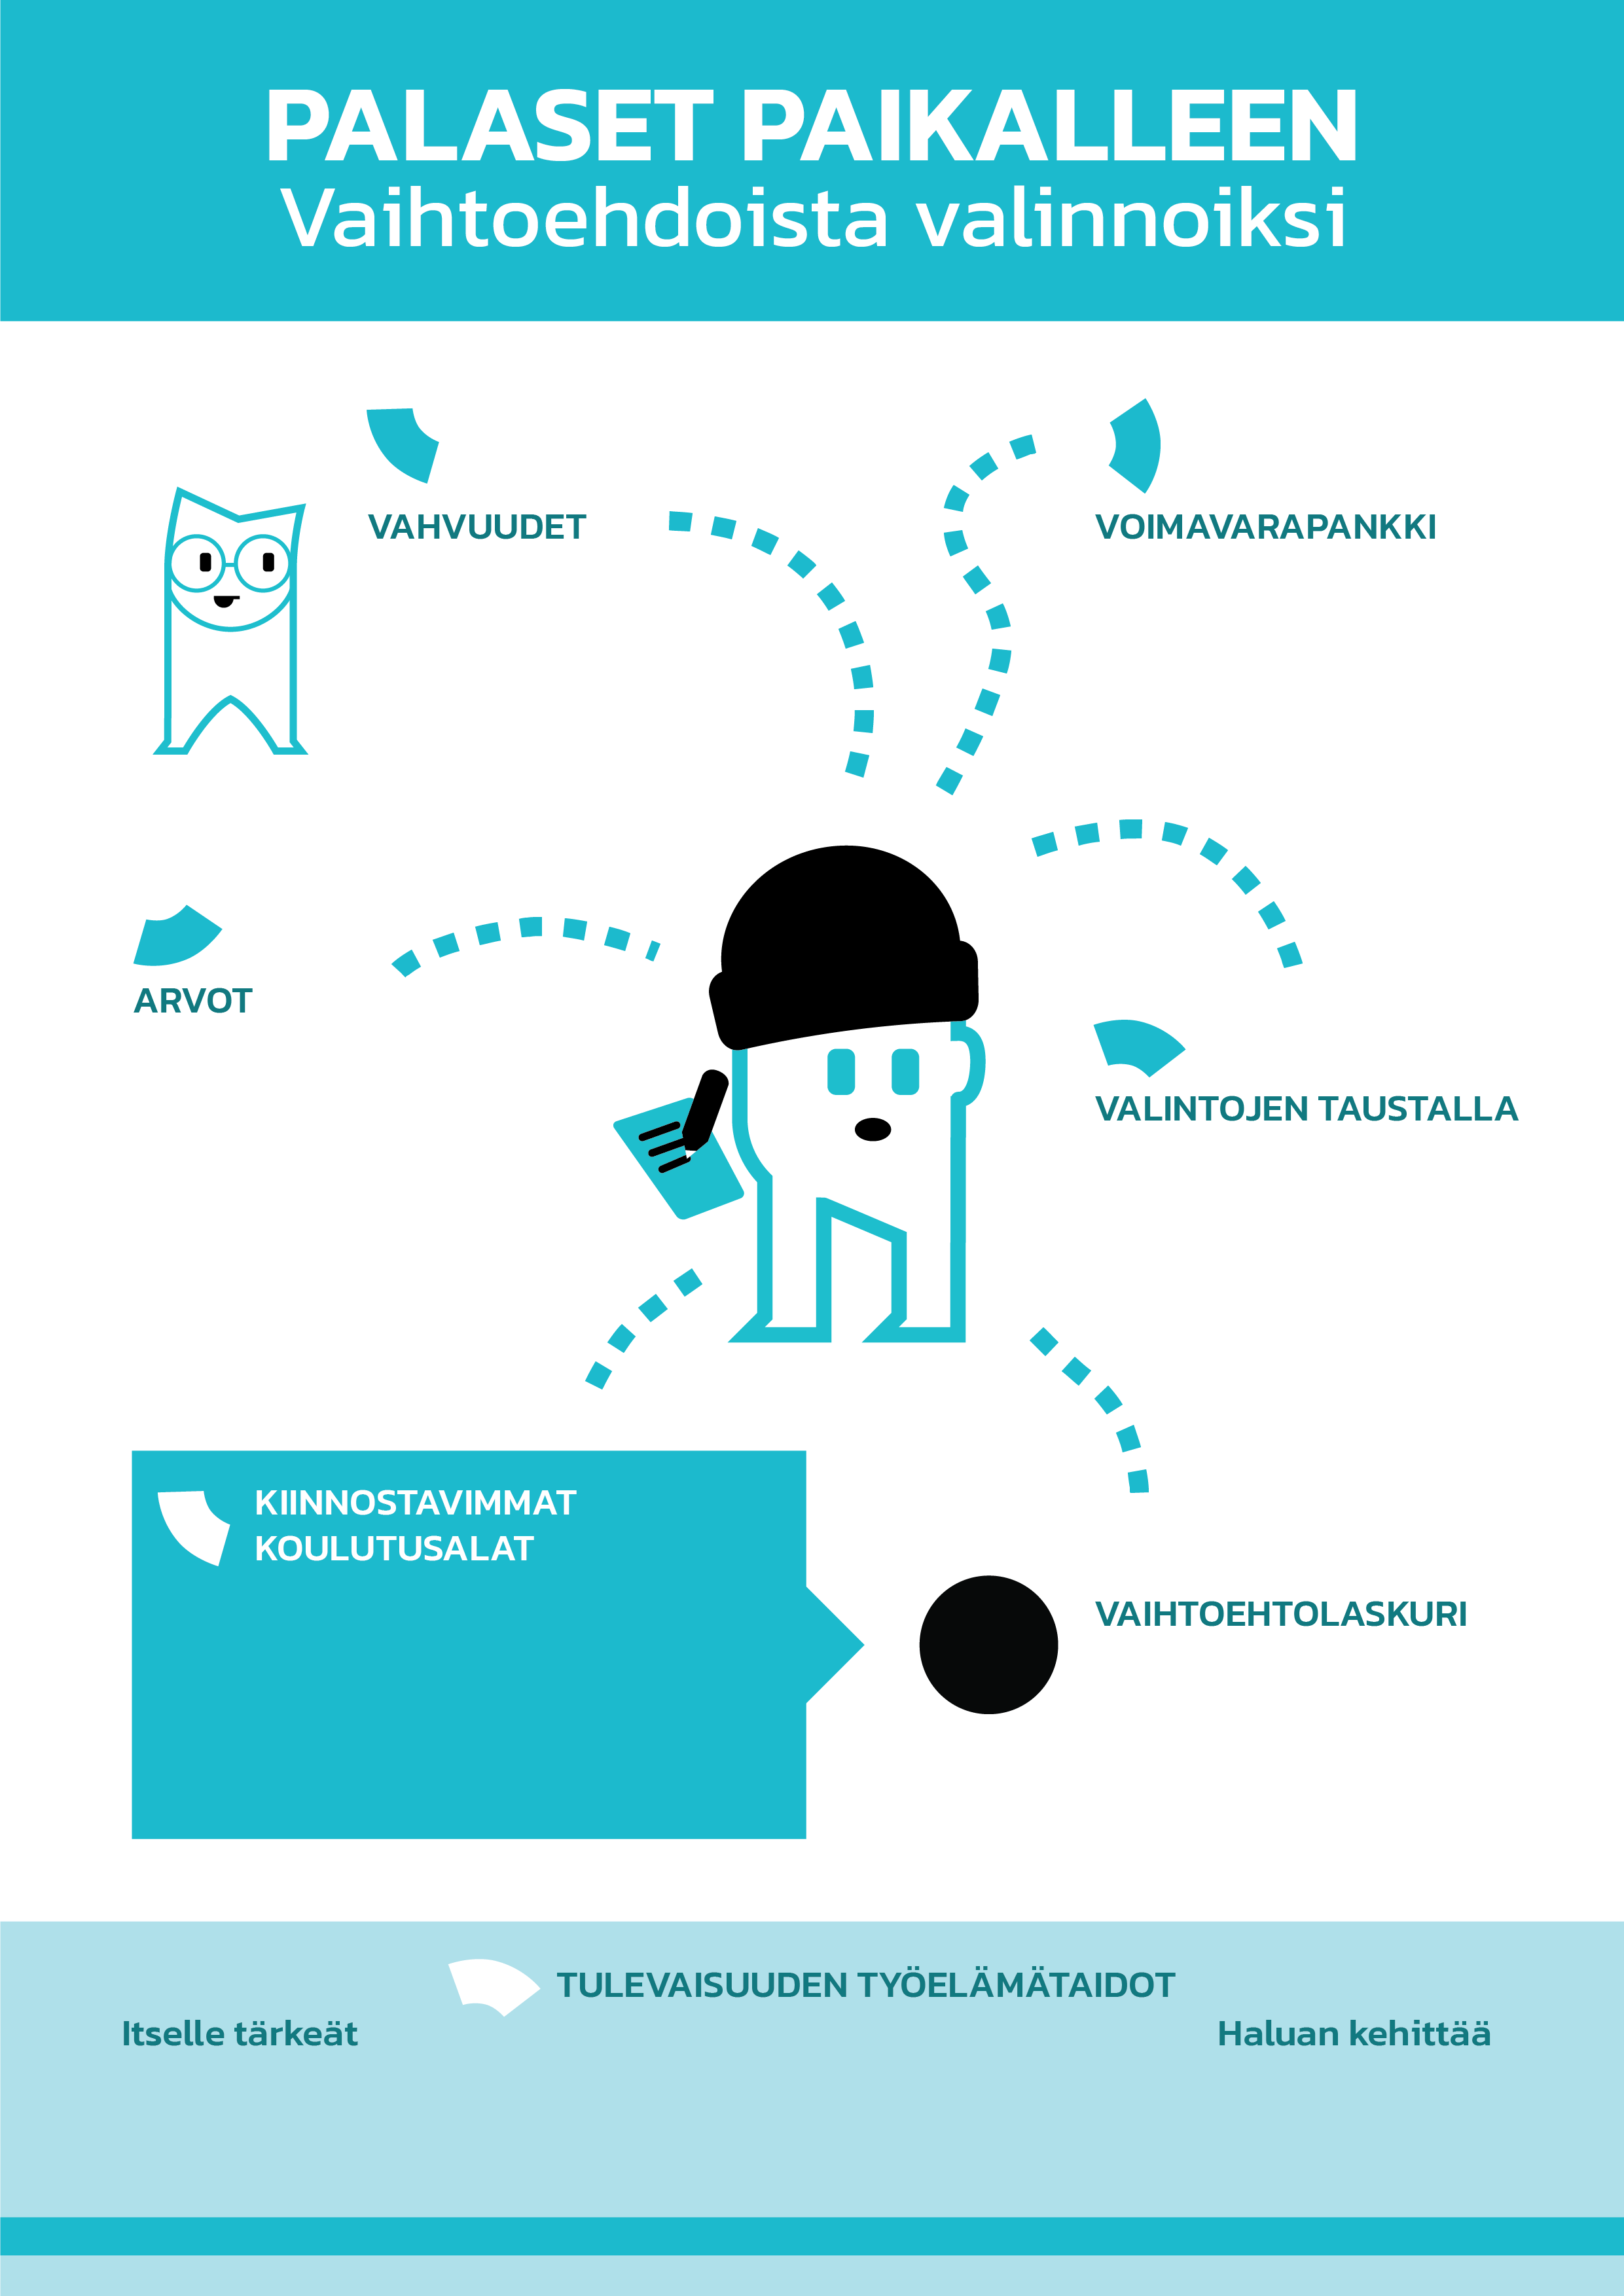 PALASET PAIKALLEEN
Vaihtoehdoista valinnoiksi
VAHVUUDET
VOIMAVARAPANKKI
ARVOT
VALINTOJEN TAUSTALLA
KIINNOSTAVIMMAT
KOULUTUSALAT
VAIHTOEHTOLASKURI
TULEVAISUUDEN TYÖELÄMÄTAIDOT
Itselle tärkeät
Haluan kehittää